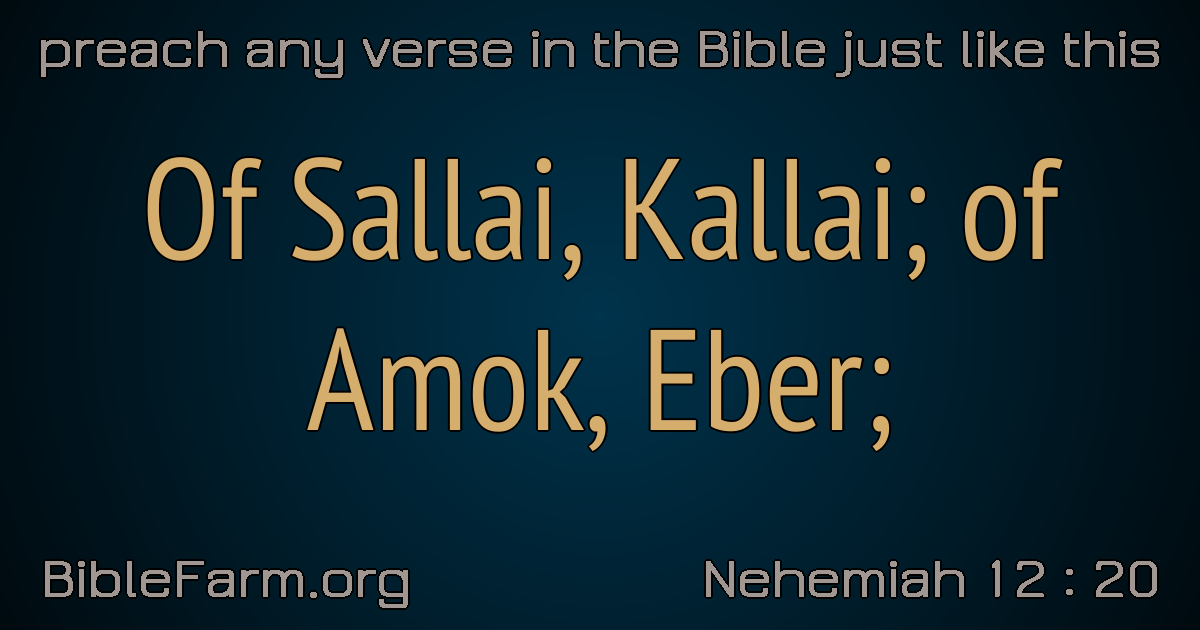 preach any verse in the Bible just like this
Of Sallai, Kallai; of
Amok, Eber;
BibleFarm.org
Nehemiah 12 : 20